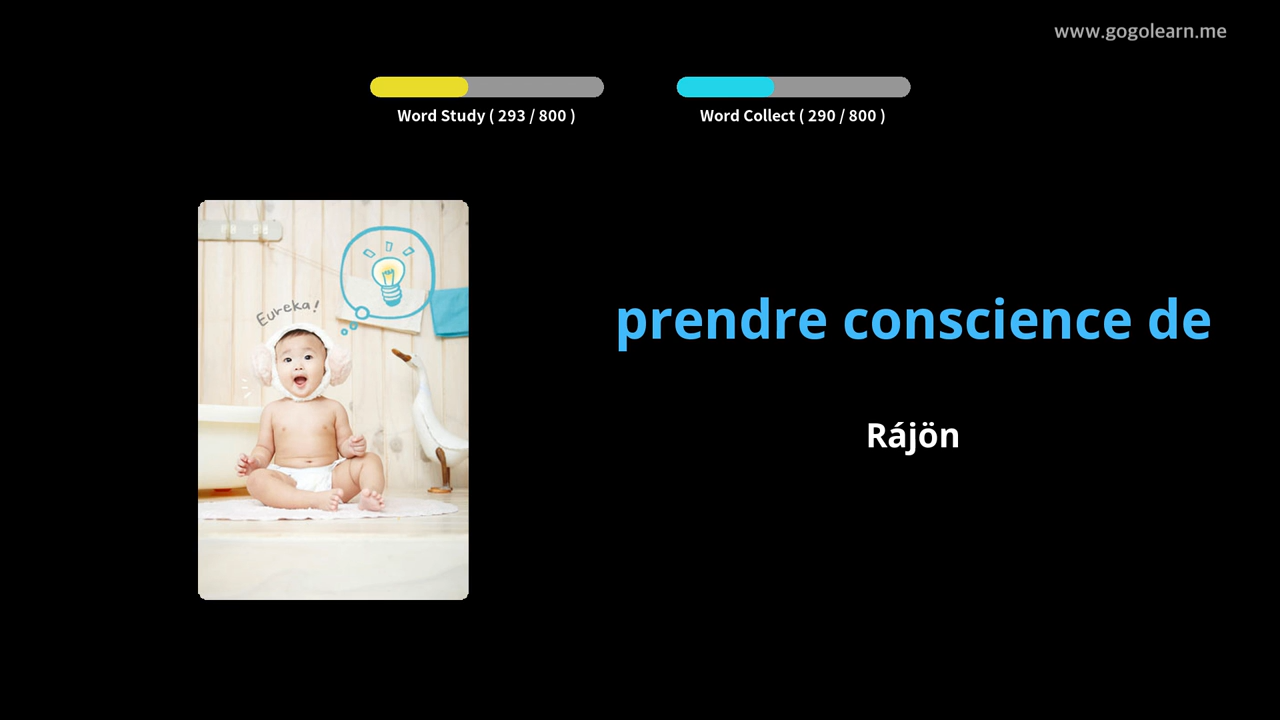 www.gogolearn.me
Word Study ( 293 / 800 )
Word Collect ( 290 / 800 )
Eureka!
prendre conscience de
Rájön